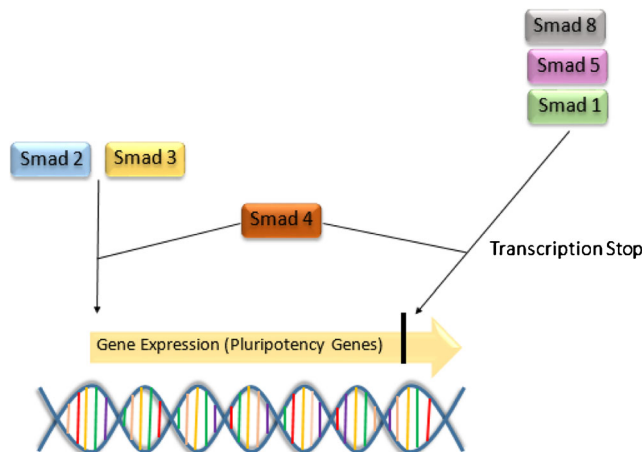 Smad 8
Smad 5
Smad 1
Smad 2
Smad 3
Smad 4
Transcription Stop
Gene Expression (Pluripotency Genes)